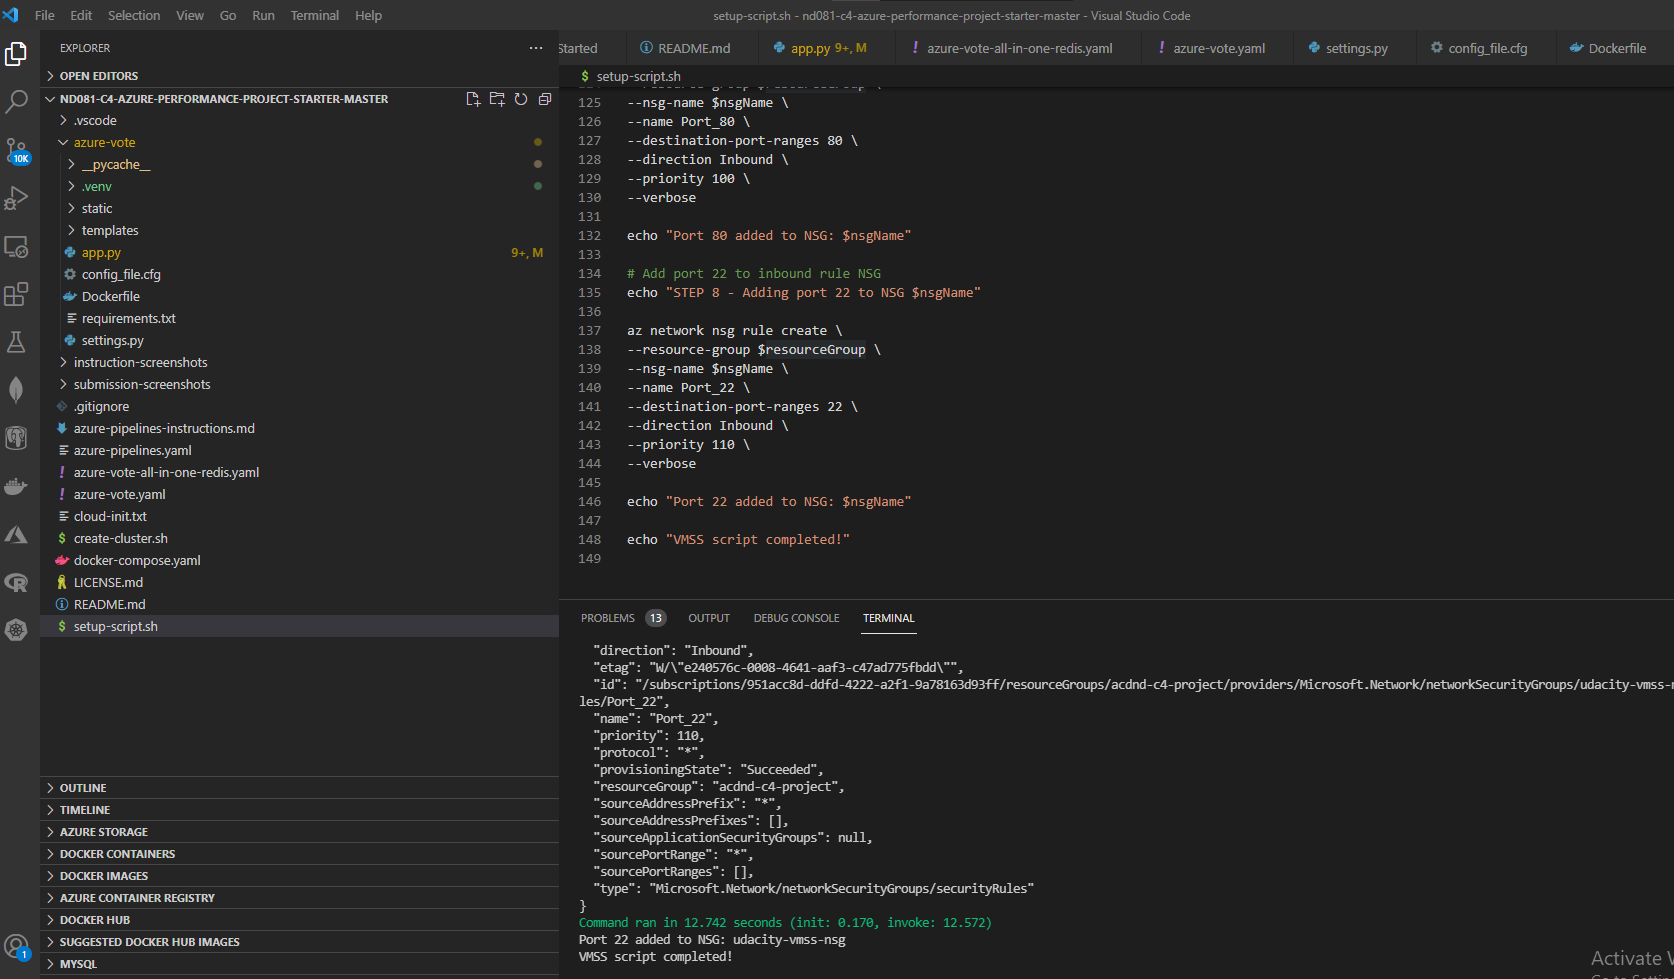 File Edit Selection View Go Run Terminal Help
setup-script.sh - nd081-c4-azure-performance-project-starter-master - Visual Studio Code
EXPLORER
OPEN EDITORS
ND081-C4-AZURE-PERFORMANCE-PROJECT-STARTER-MASTER
.vscode
azure-vote
__pycache__
.venv
static
templates
app.py 9+, M
config_file.cfg
Dockerfile
requirements.txt
settings.py
instruction-screenshots
submission-screenshots
.gitignore
azure-pipelines-instructions.md
azure-pipelines.yaml
azure-vote-all-in-one-redis.yaml
azure-vote.yaml
cloud-init.txt
create-cluster.sh
docker-compose.yaml
LICENSE.md
README.md
setup-script.sh
OUTLINE
TIMELINE
AZURE STORAGE
DOCKER CONTAINERS
DOCKER IMAGES
AZURE CONTAINER REGISTRY
DOCKER HUB
SUGGESTED DOCKER HUB IMAGES
MYSQL
10K
1
Started README.md app.py 9+, M azure-vote-all-in-one-redis.yaml azure-vote.yaml settings.py config_file.cfg Dockerfile
$ setup-script.sh
125 --nsg-name $nsgName \
126 --name Port_80 \
127 --destination-port-ranges 80 \
128 --direction Inbound \
129 --priority 100 \
130 --verbose
131
132 echo "Port 80 added to NSG: $nsgName"
133
134 # Add port 22 to inbound rule NSG
135 echo "STEP 8 - Adding port 22 to NSG $nsgName"
136
137 az network nsg rule create \
138 --resource-group $resourceGroup \
139 --nsg-name $nsgName \
140 --name Port_22 \
141 --destination-port-ranges 22 \
142 --direction Inbound \
143 --priority 110 \
144 --verbose
145
146 echo "Port 22 added to NSG: $nsgName"
147
148 echo "VMSS script completed!"
149
PROBLEMS 13 OUTPUT DEBUG CONSOLE TERMINAL
"direction": "Inbound",
"etag": "W/\"e240576c-0008-4641-aaf3-c47ad775fbdd\"",
"id": "/subscriptions/951acc8d-ddfd-4222-a2f1-9a78163d93ff/resourceGroups/acdnd-c4-project/providers/Microsoft.Network/networkSecurityGroups/udacity-vmss-n
les/Port_22",
"name": "Port_22",
"priority": 110,
"protocol": "*",
"provisioningState": "Succeeded",
"resourceGroup": "acdnd-c4-project",
"sourceAddressPrefix": "*",
"sourceAddressPrefixes": [],
"sourceApplicationSecurityGroups": null,
"sourcePortRange": "*",
"sourcePortRanges": [],
"type": "Microsoft.Network/networkSecurityGroups/securityRules"
}
Command ran in 12.742 seconds (init: 0.170, invoke: 12.572)
Port 22 added to NSG: udacity-vmss-nsg
VMSS script completed!
Activate